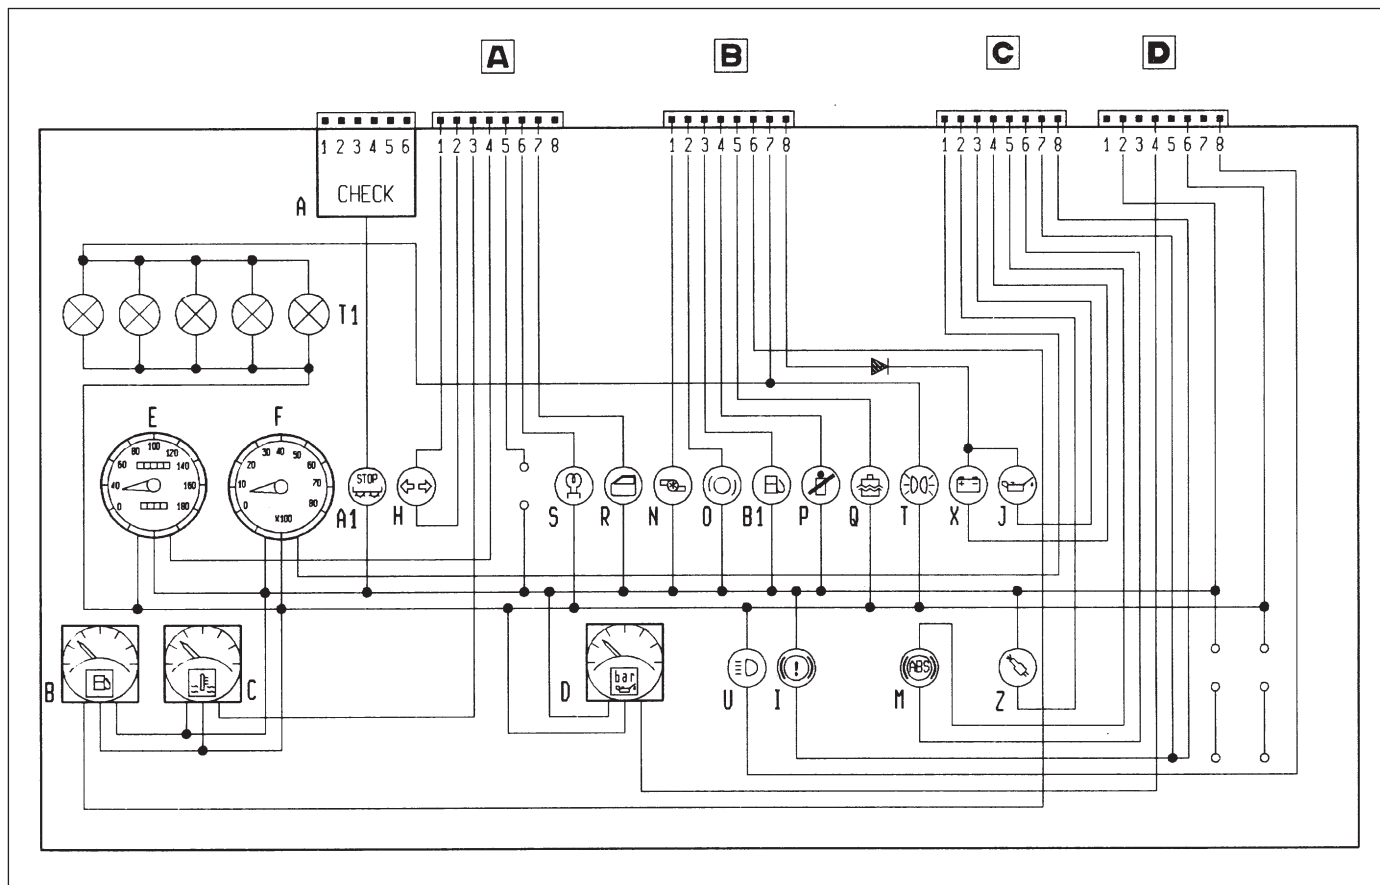 A B C D
1 2 3 4 5 6 1 2 3 4 5 6 7 8 1 2 3 4 5 6 7 8 1 2 3 4 5 6 7 8 1 2 3 4 5 6 7 8
CHECK
A
T1
E F
0 40 60 80 100 120 140 160 180
0 10 20 30 40 50 60 70 80
X100
STOP
A1 H S R N O B1 P Q T X J
B C D U I M Z
bar
!
ABS